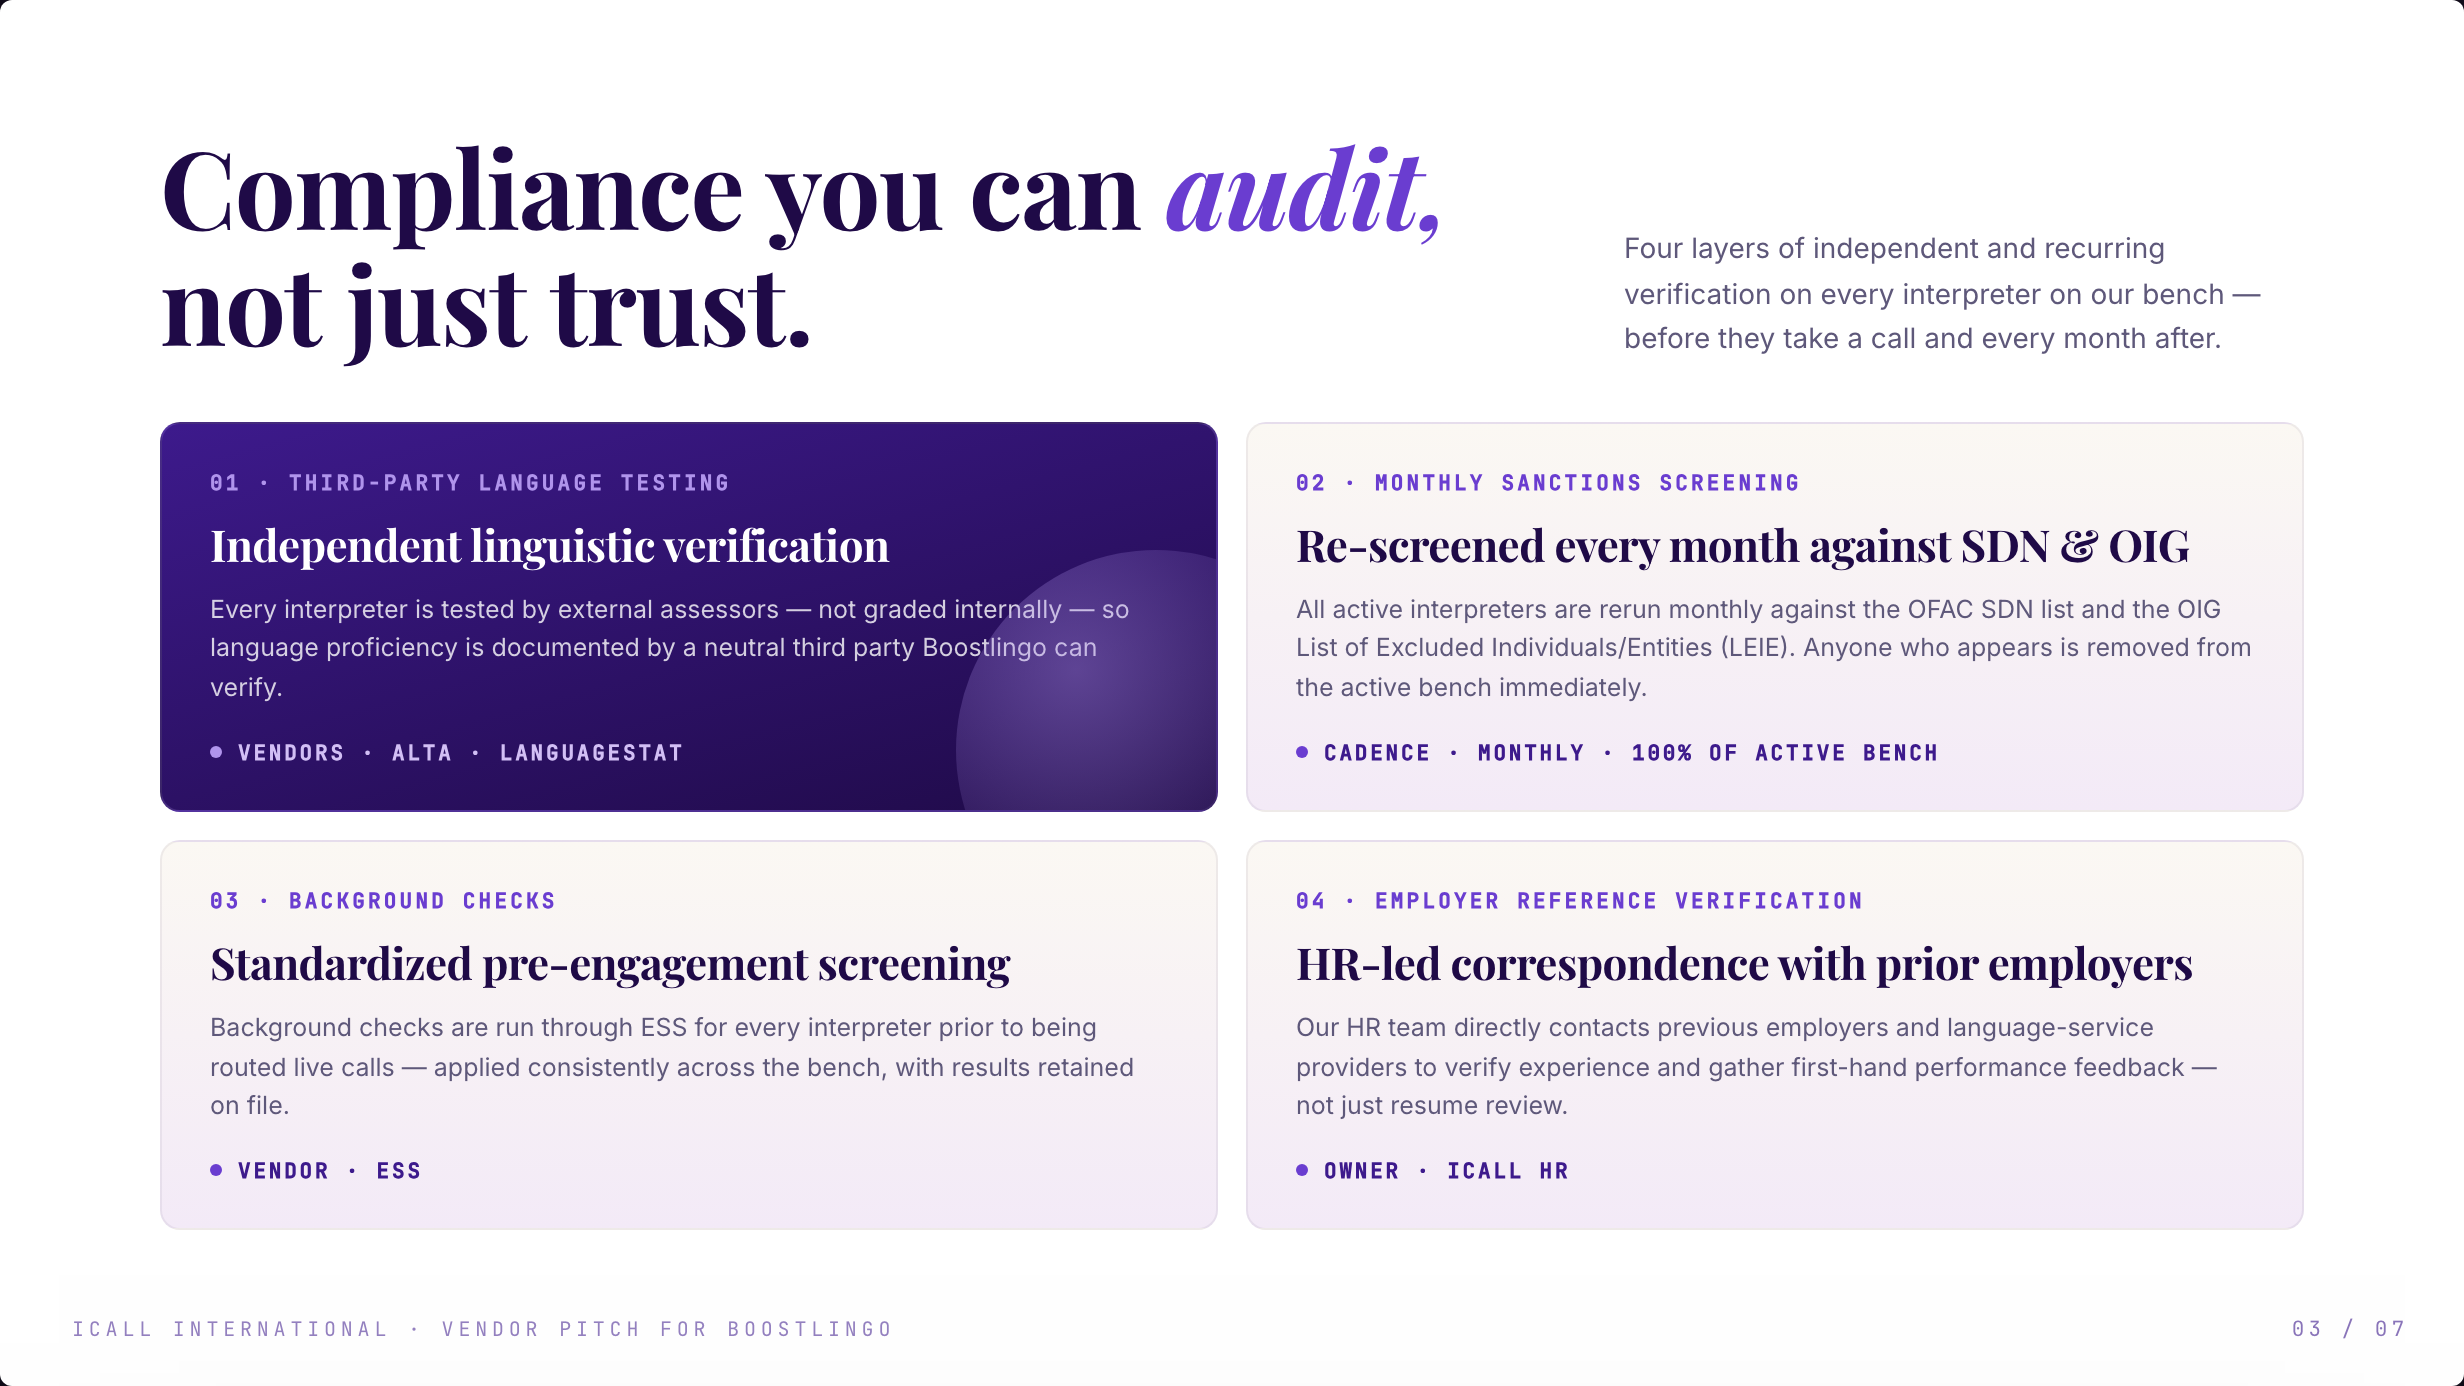 Compliance you can audit,
not just trust.
Four layers of independent and recurring
verification on every interpreter on our bench —
before they take a call and every month after.
01 · THIRD-PARTY LANGUAGE TESTING
Independent linguistic verification
Every interpreter is tested by external assessors — not graded internally — so
language proficiency is documented by a neutral third party Boostlingo can
verify.
VENDORS · ALTA · LANGUAGESTAT
02 · MONTHLY SANCTIONS SCREENING
Re-screened every month against SDN & OIG
All active interpreters are rerun monthly against the OFAC SDN list and the OIG
List of Excluded Individuals/Entities (LEIE). Anyone who appears is removed from
the active bench immediately.
CADENCE · MONTHLY · 100% OF ACTIVE BENCH
03 · BACKGROUND CHECKS
Standardized pre-engagement screening
Background checks are run through ESS for every interpreter prior to being
routed live calls — applied consistently across the bench, with results retained
on file.
VENDOR · ESS
04 · EMPLOYER REFERENCE VERIFICATION
HR-led correspondence with prior employers
Our HR team directly contacts previous employers and language-service
providers to verify experience and gather first-hand performance feedback —
not just resume review.
OWNER · ICALL HR
ICALL INTERNATIONAL · VENDOR PITCH FOR BOOSTLINGO
03 / 07